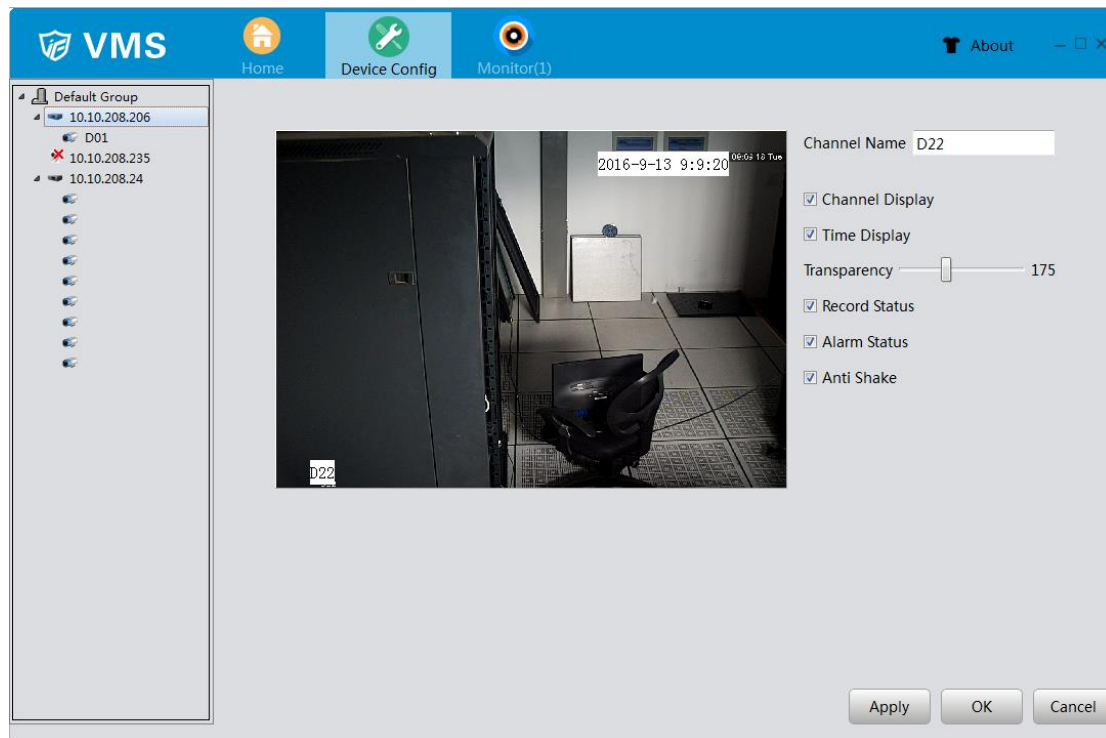 VMS
Home
Device Config
Monitor(1)
About
Default Group
10.10.208.206
D01
10.10.208.235
10.10.208.24
2016-9-13 9:9:20
Channel Name D22
Channel Display
Time Display
Transparency 175
Record Status
Alarm Status
Anti Shake
D22
Apply
OK
Cancel